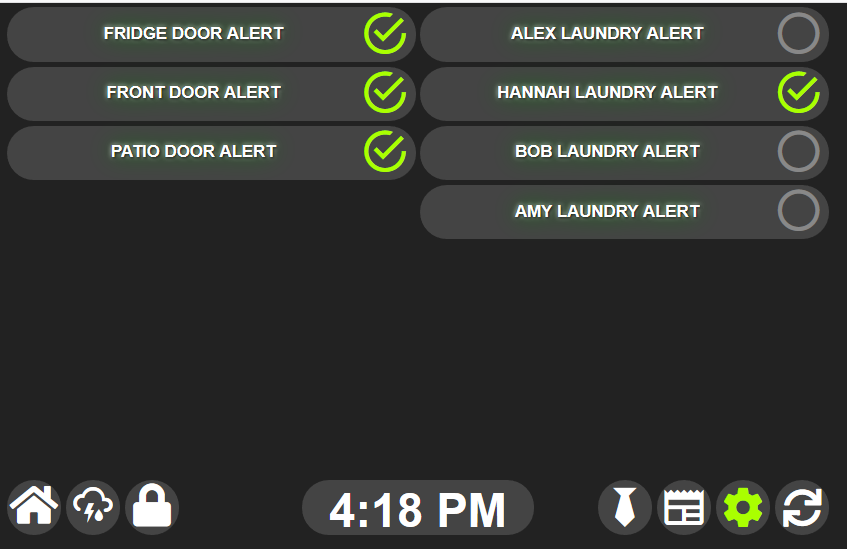 FRIDGE DOOR ALERT
FRONT DOOR ALERT
PATIO DOOR ALERT
ALEX LAUNDRY ALERT
HANNAH LAUNDRY ALERT
BOB LAUNDRY ALERT
AMY LAUNDRY ALERT
4:18 PM